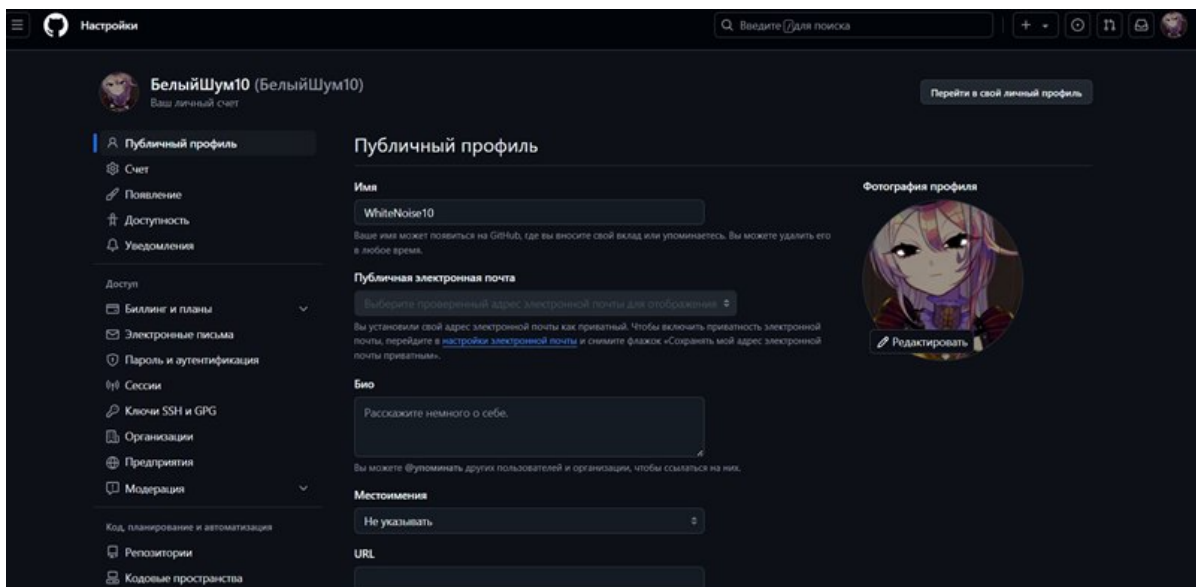 Настройки
Введите / для поиска
БелыйШум10 (БелыйШум10)
Ваш личный счет
Перейти в свой личный профиль
Публичный профиль
Счет
Появление
Доступность
Уведомления
Доступ
Биллинг и планы
Электронные письма
Пароль и аутентификация
Сессии
Ключи SSH и GPG
Организации
Предприятия
Модерация
Код, планирование и автоматизация
Репозитории
Кодовые пространства
Публичный профиль
Имя
WhiteNoise10
Ваше имя может появиться на GitHub, где вы вносите свой вклад или упоминаетесь. Вы можете удалить его
в любое время.
Публичная электронная почта
Выберите проверенный адрес электронной почты для отображения
Вы установили свой адрес электронной почты как приватный. Чтобы включить приватность электронной
почты, перейдите в настройки электронной почты и снимите флажок «Сохранять мой адрес электронной
почты приватным».
Био
Расскажите немного о себе.
Вы можете @упоминать других пользователей и организации, чтобы ссылаться на них.
Местоимения
Не указывать
URL
Фотография профиля
Редактировать